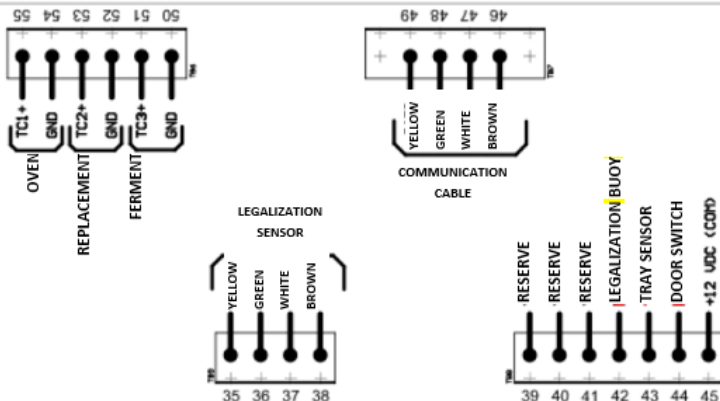 55 54 53 52 51 50
49 48 47 46
TC1+ GND TC2+ GND TC3+ GND
OVEN
REPLACEMENT
FERMENT
YELLOW
GREEN
WHITE
BROWN
COMMUNICATION
CABLE
LEGALIZATION
SENSOR
YELLOW
GREEN
WHITE
BROWN
35 36 37 38
RESERVE
RESERVE
RESERVE
LEGALIZATION BUOY
TRAY SENSOR
DOOR SWITCH
+12 VDC (COM)
39 40 41 42 43 44 45